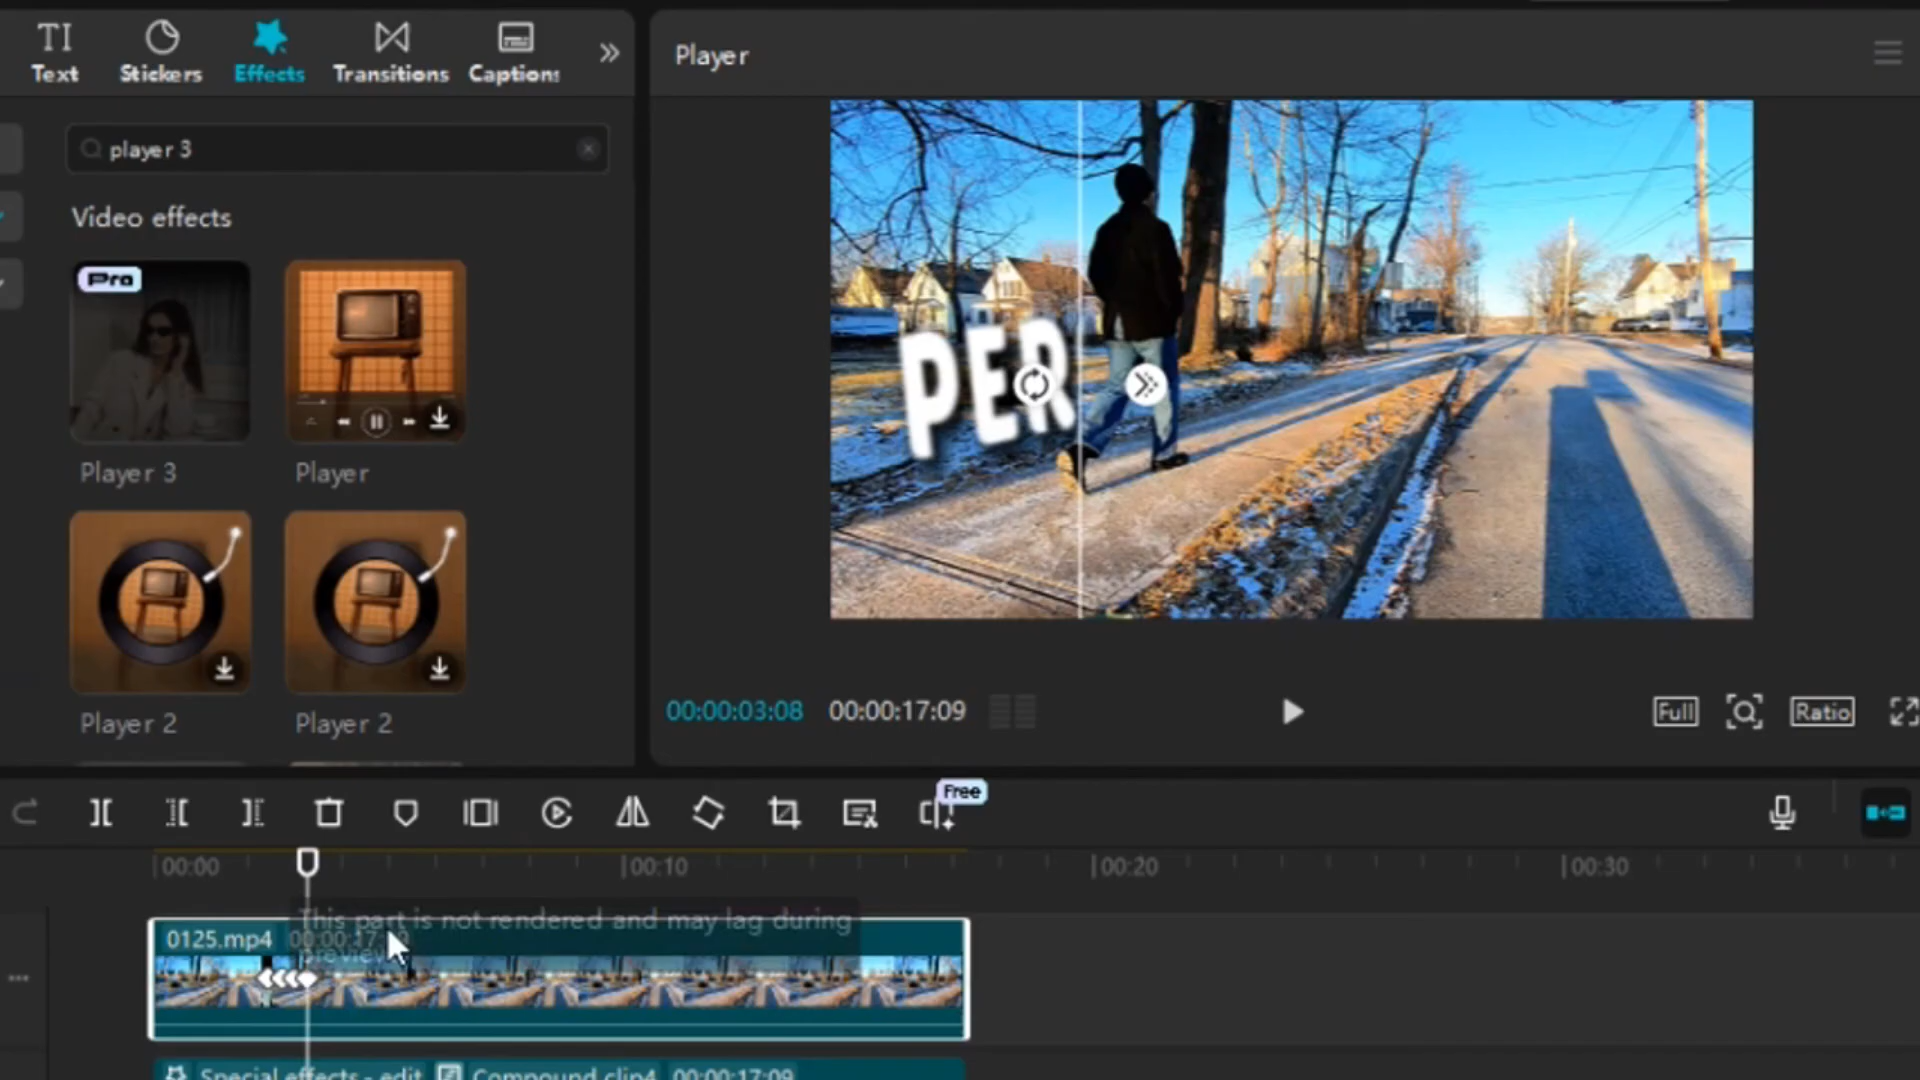 TI
Text
Stickers
Effects
Transitions
Caption:
Player
player 3
Video effects
Pro
Player 3
Player
Player 2
Player 2
PER
00:00:03:08
00:00:17:09
Full
Ratio
Free
00:00
00:10
00:20
00:30
This part is not rendered and may lag during
preview
0125.mp4
Special effects - edit
Compound clip4
00:00:17:09